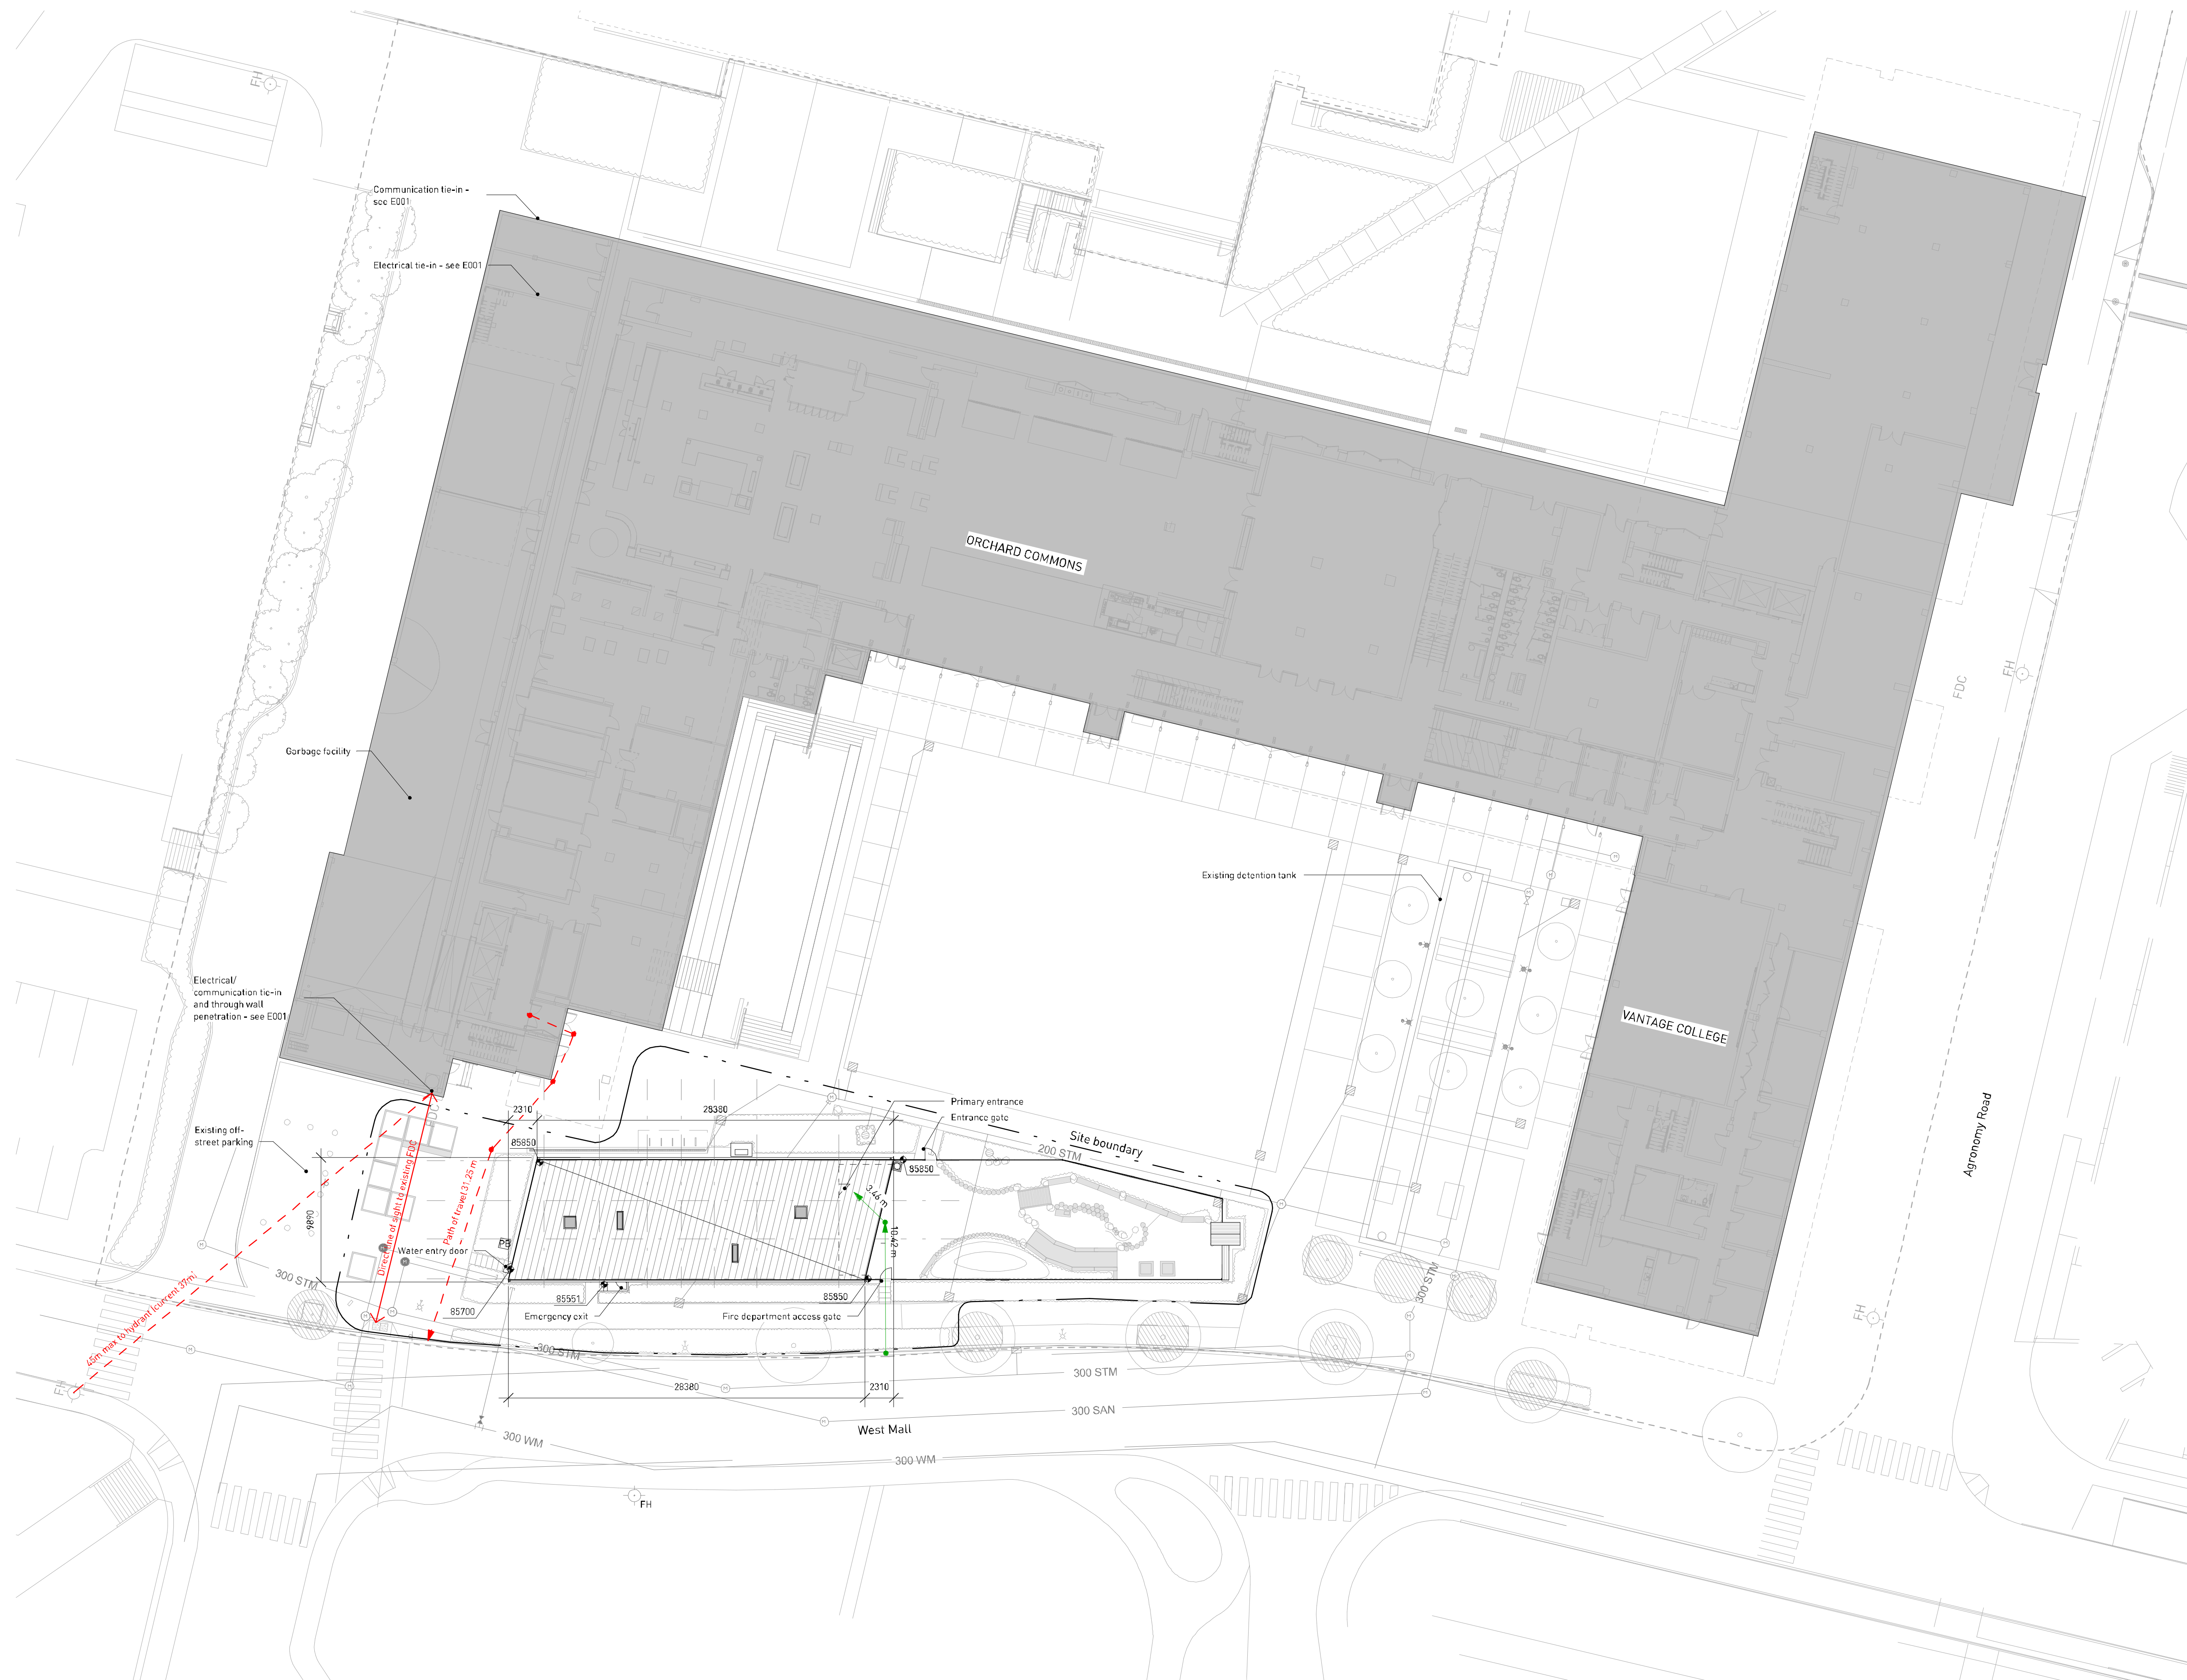 FH
Communication tie-in -
see E001
Electrical tie-in - see E001
ORCHARD COMMONS
FDC
FH
Garbage facility
Existing detention tank
Electrical/
communication tie-in
and through wall
penetration - see E001
VANTAGE COLLEGE
Agronomy Road
Primary entrance
Entrance gate
2310
28380
Existing off-
street parking
Site boundary
200 STM
85850
85850
3.46 m
10.42 m
9890
Direct line of sight to existing FDC
Path of travel 31.25 m
PB
Water entry door
300 STM
300 STM
85700
85551
85850
Emergency exit
Fire department access gate
FH
45m max to hydrant (current 37m)
FH
300 STM
300 STM
28380
2310
300 SAN
West Mall
300 WM
300 WM
FH